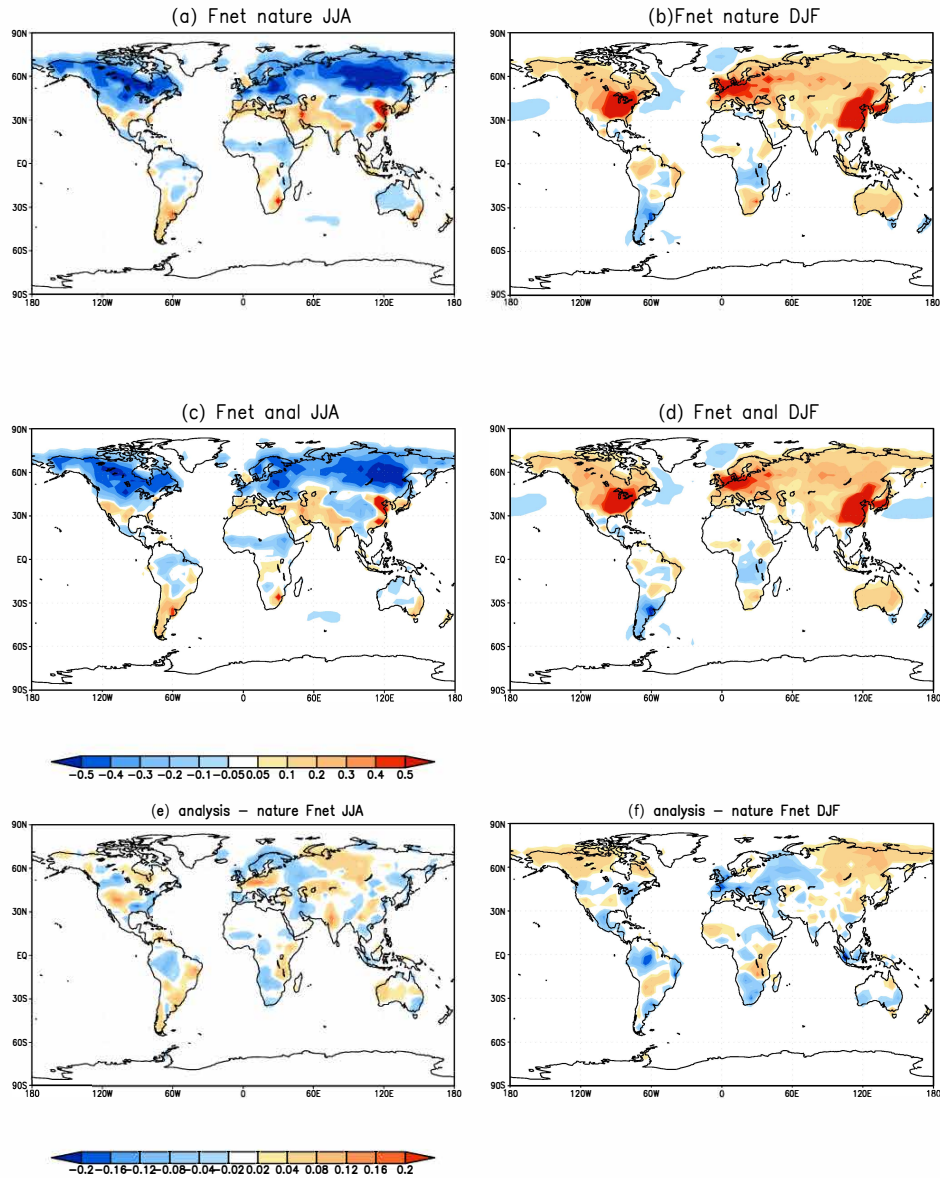 (a) Fnet nature JJA
(b)Fnet nature DJF
90N 90N
60N 60N
30N 30N
EQ EQ
30S 30S
60S 60S
90S 90S
180 120W 60W 0 60E 120E 180 180 120W 60W 0 60E 120E 180
(c) Fnet anal JJA
(d) Fnet anal DJF
90N 90N
60N 60N
30N 30N
EQ EQ
30S 30S
60S 60S
90S 90S
180 120W 60W 0 60E 120E 180 180 120W 60W 0 60E 120E 180
−0.5 −0.4 −0.3 −0.2 −0.1 −0.05 0.05 0.1 0.2 0.3 0.4 0.5
(e) analysis − nature Fnet JJA
(f) analysis − nature Fnet DJF
90N 90N
60N 60N
30N 30N
EQ EQ
30S 30S
60S 60S
90S 90S
180 120W 60W 0 60E 120E 180 180 120W 60W 0 60E 120E 180
−0.2 −0.16 −0.12 −0.08 −0.04 −0.02 0.02 0.04 0.08 0.12 0.16 0.2